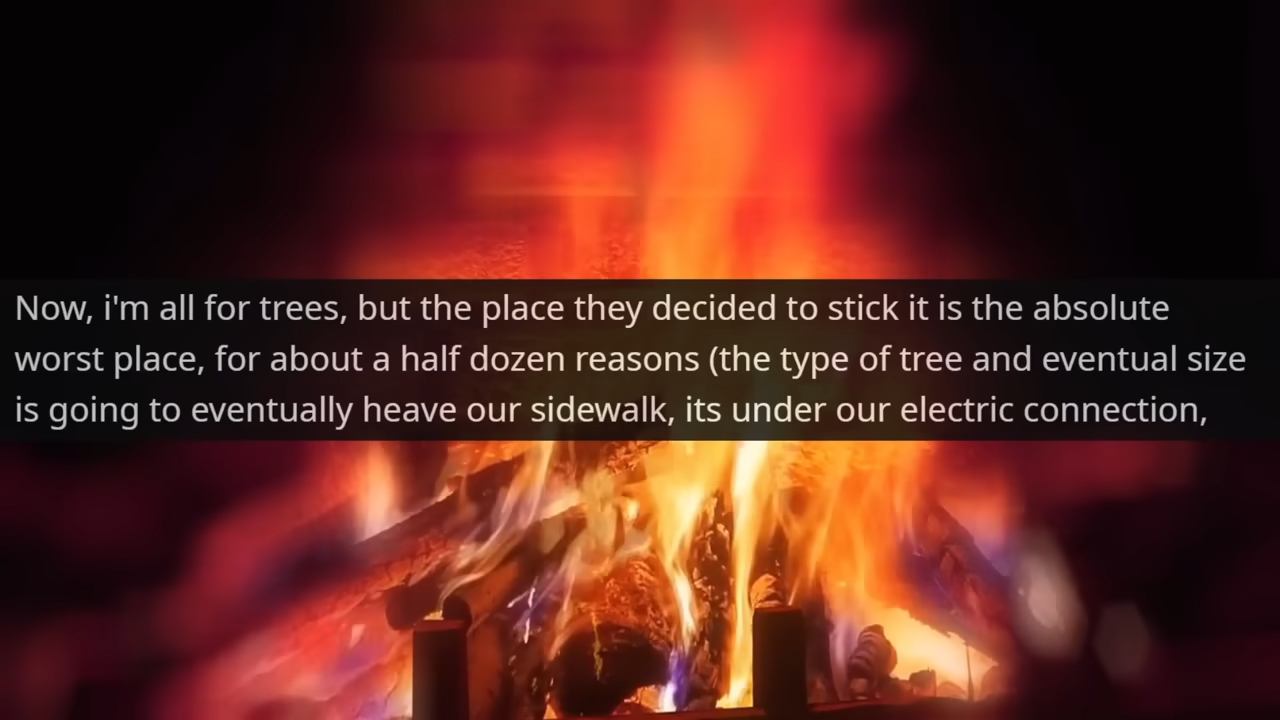 Now, i'm all for trees, but the place they decided to stick it is the absolute
worst place, for about a half dozen reasons (the type of tree and eventual size
is going to eventually heave our sidewalk, its under our electric connection,